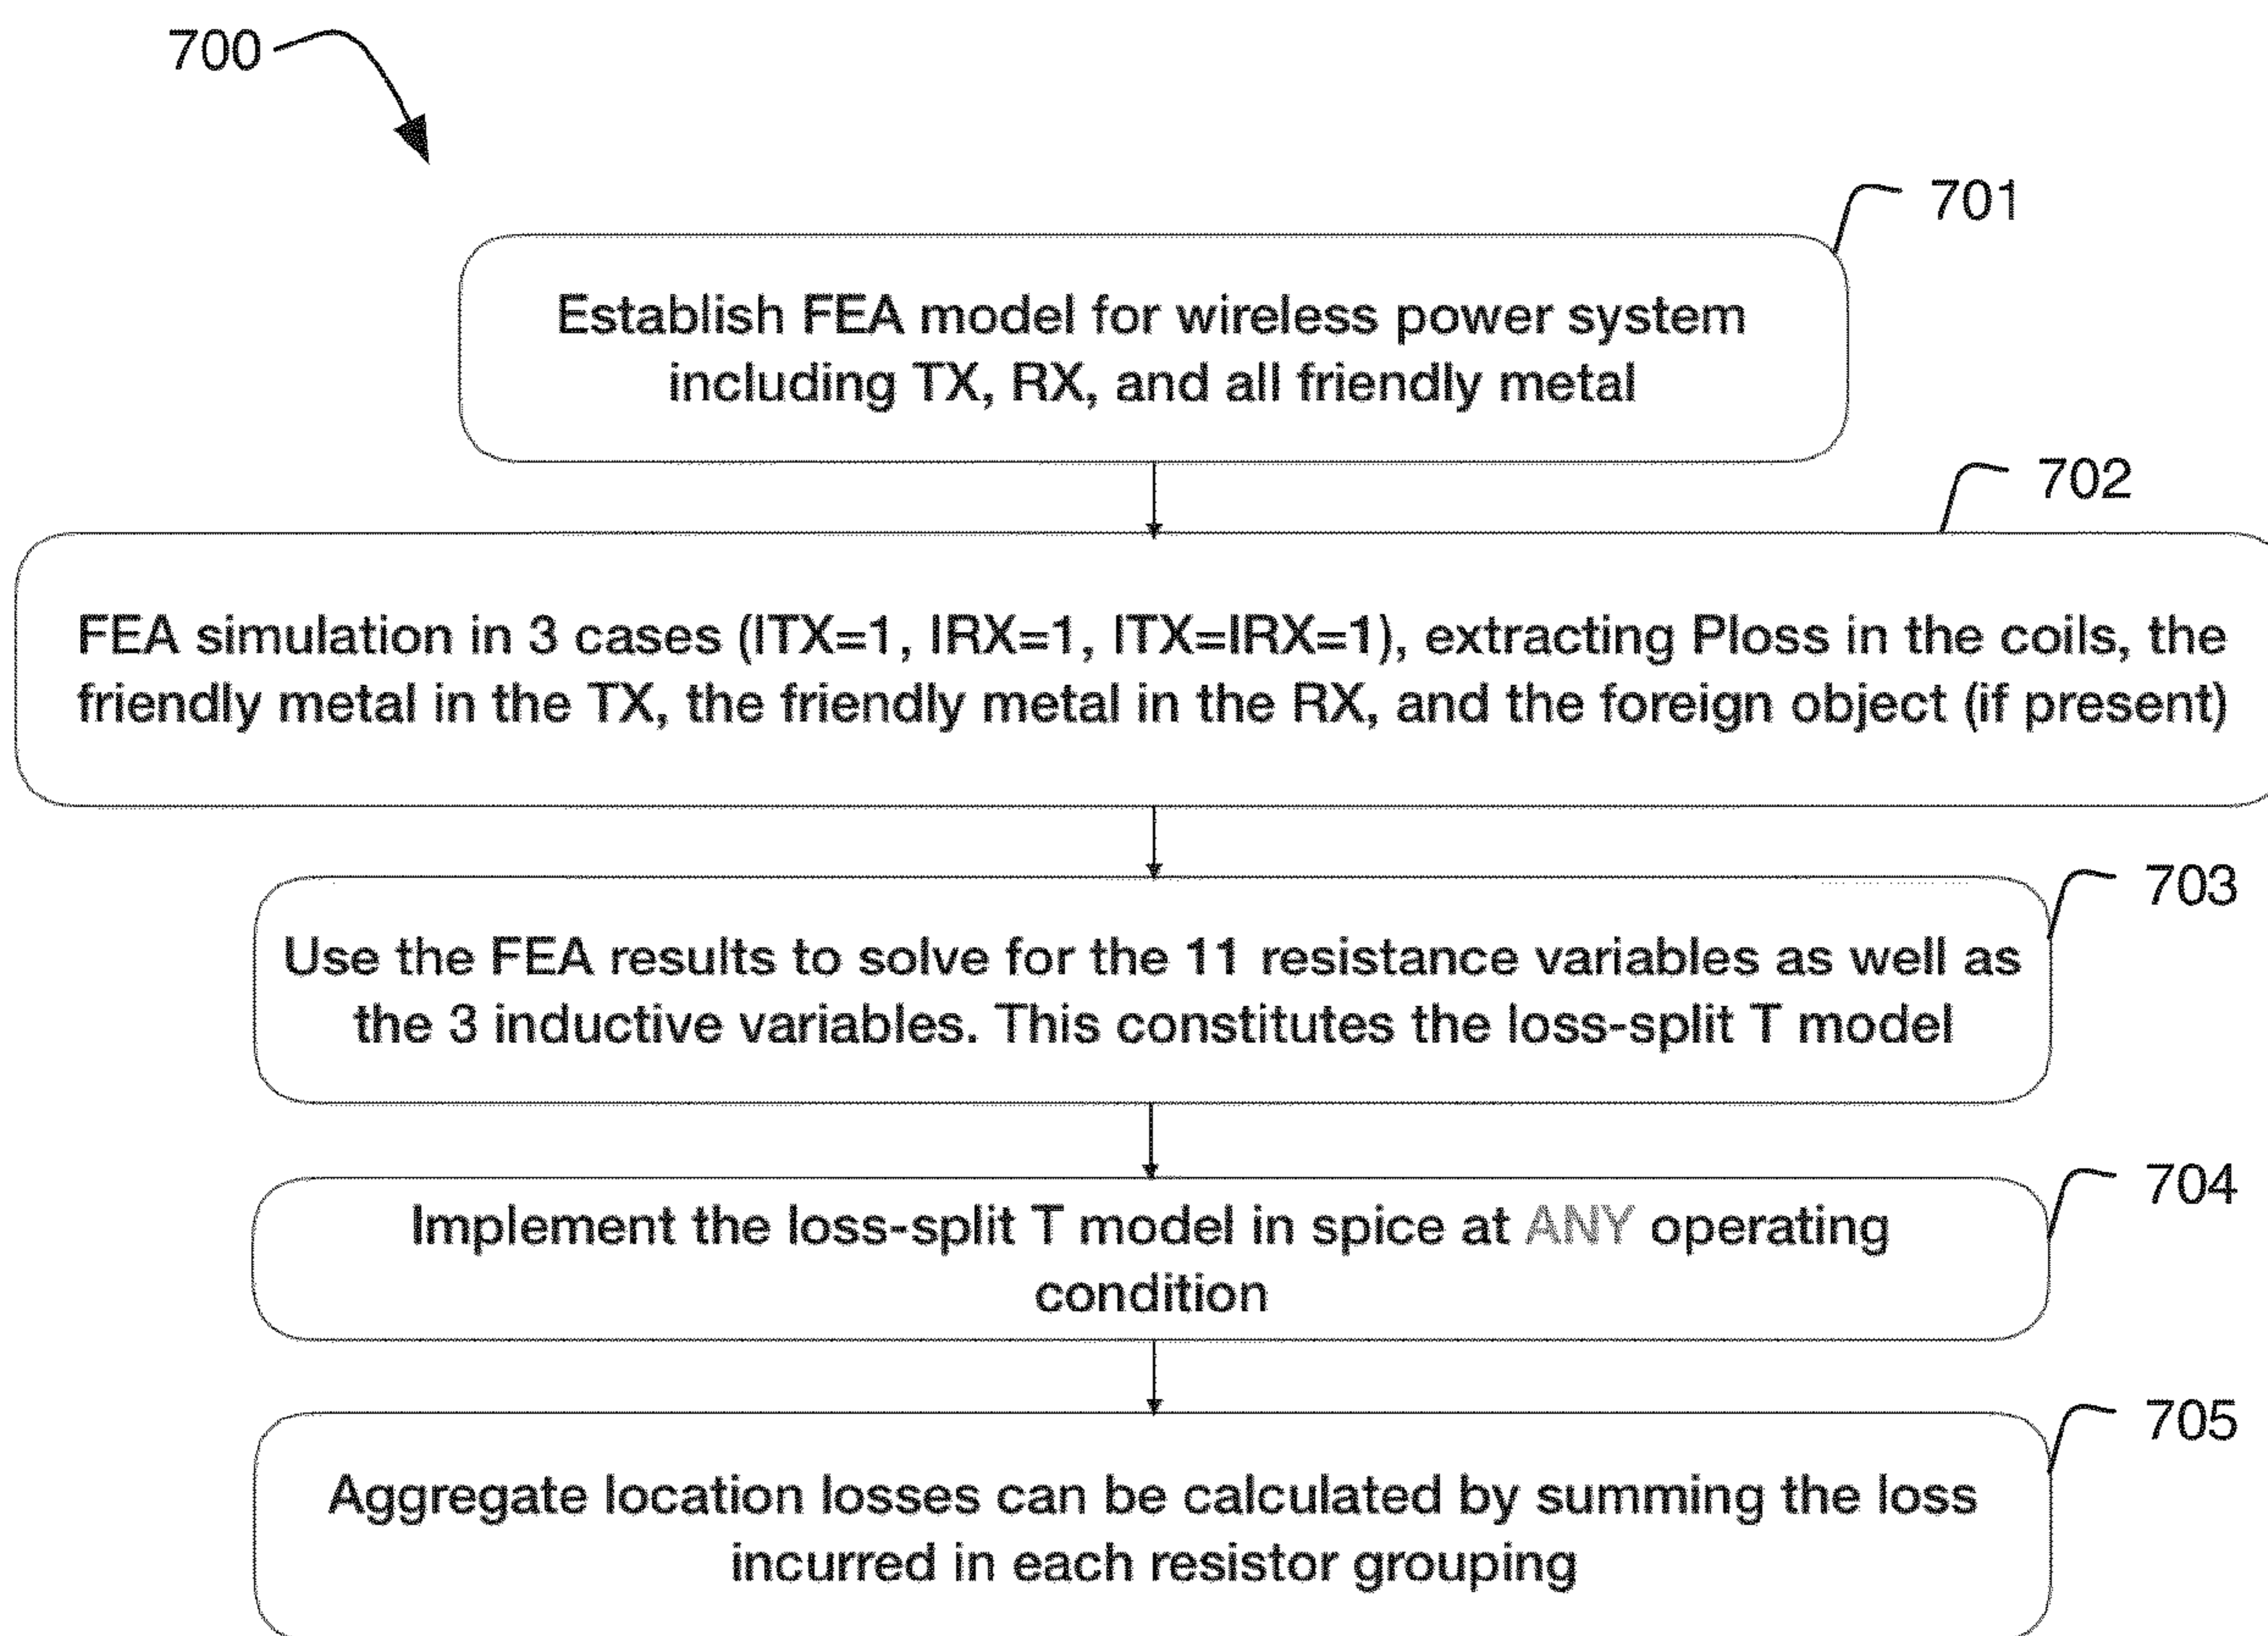 700
701
Establish FEA model for wireless power system
including TX, RX, and all friendly metal
702
FEA simulation in 3 cases (ITX=1, IRX=1, ITX=IRX=1), extracting Ploss in the coils, the
friendly metal in the TX, the friendly metal in the RX, and the foreign object (if present)
703
Use the FEA results to solve for the 11 resistance variables as well as
the 3 inductive variables. This constitutes the loss-split T model
704
Implement the loss-split T model in spice at ANY operating
condition
705
Aggregate location losses can be calculated by summing the loss
incurred in each resistor grouping